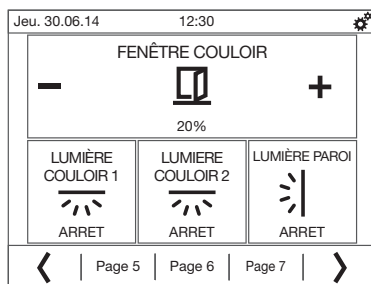 Jeu. 30.06.14 12:30
FENÊTRE COULOIR
− +
20%
LUMIÈRE
COULOIR 1
ARRET
LUMIERE
COULOIR 2
ARRET
LUMIÈRE PAROI
ARRET
Page 5 Page 6 Page 7